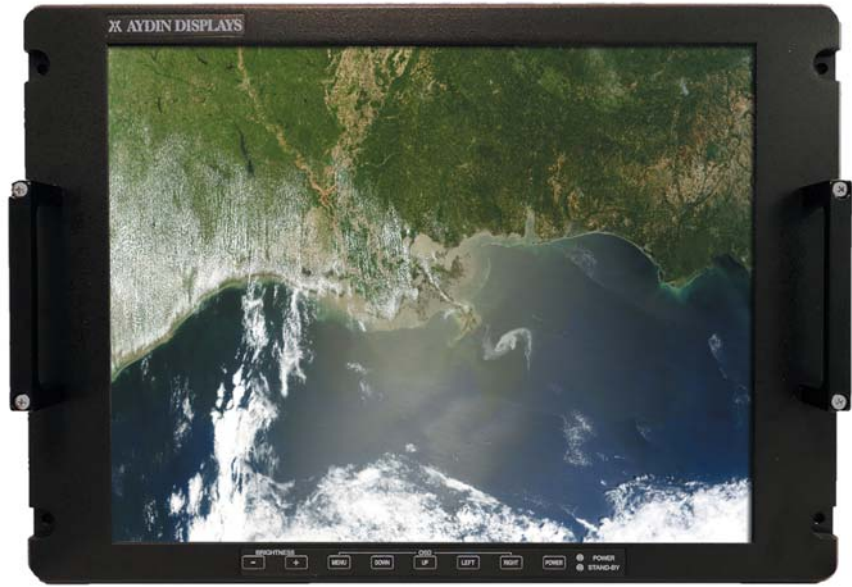 AYDIN DISPLAYS
BRIGHTNESS
OSD
− + MENU DOWN UP LEFT RIGHT POWER
POWER
STAND-BY